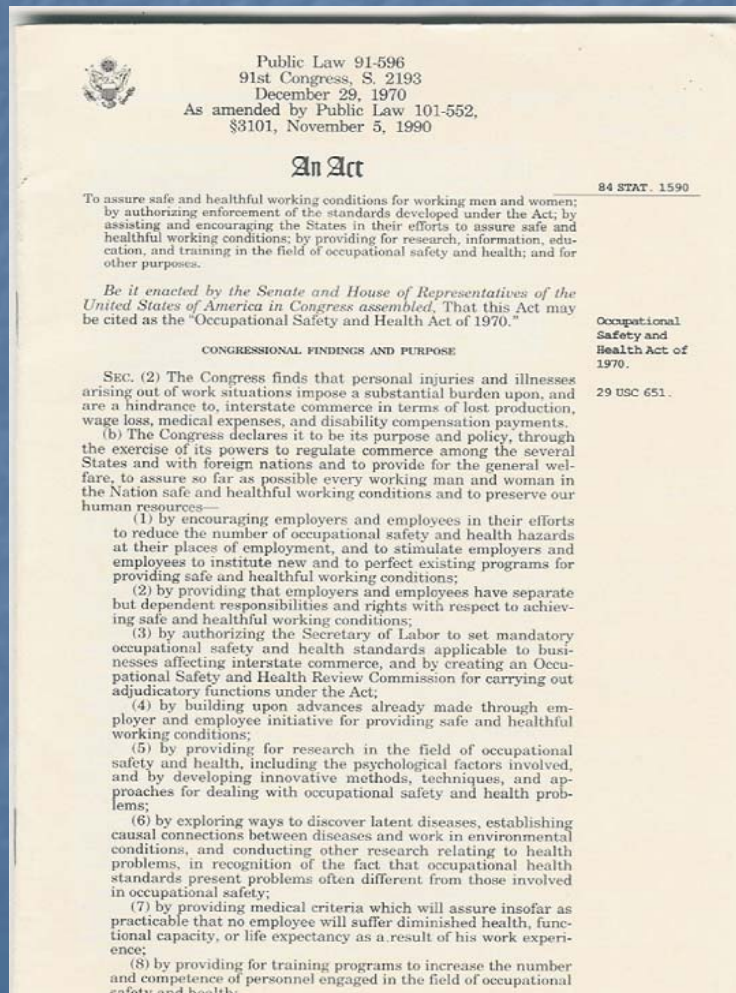 Public Law 91-596
91st Congress, S. 2193
December 29, 1970
As amended by Public Law 101-552,
§3101, November 5, 1990
An Act
84 STAT. 1590
To assure safe and healthful working conditions for working men and women;
by authorizing enforcement of the standards developed under the Act; by
assisting and encouraging the States in their efforts to assure safe and
healthful working conditions; by providing for research, information, edu-
cation, and training in the field of occupational safety and health; and for
other purposes.
Be it enacted by the Senate and House of Representatives of the
United States of America in Congress assembled, That this Act may
be cited as the "Occupational Safety and Health Act of 1970."
Occupational
Safety and
Health Act of
1970.
CONGRESSIONAL FINDINGS AND PURPOSE
SEC. (2) The Congress finds that personal injuries and illnesses
arising out of work situations impose a substantial burden upon, and
are a hindrance to, interstate commerce in terms of lost production,
wage loss, medical expenses, and disability compensation payments.
29 USC 651.
(b) The Congress declares it to be its purpose and policy, through
the exercise of its powers to regulate commerce among the several
States and with foreign nations and to provide for the general wel-
fare, to assure so far as possible every working man and woman in
the Nation safe and healthful working conditions and to preserve our
human resources—
(1) by encouraging employers and employees in their efforts
to reduce the number of occupational safety and health hazards
at their places of employment, and to stimulate employers and
employees to institute new and to perfect existing programs for
providing safe and healthful working conditions;
(2) by providing that employers and employees have separate
but dependent responsibilities and rights with respect to achiev-
ing safe and healthful working conditions;
(3) by authorizing the Secretary of Labor to set mandatory
occupational safety and health standards applicable to busi-
nesses affecting interstate commerce, and by creating an Occu-
pational Safety and Health Review Commission for carrying out
adjudicatory functions under the Act;
(4) by building upon advances already made through em-
ployer and employee initiative for providing safe and healthful
working conditions;
(5) by providing for research in the field of occupational
safety and health, including the psychological factors involved,
and by developing innovative methods, techniques, and ap-
proaches for dealing with occupational safety and health prob-
lems;
(6) by exploring ways to discover latent diseases, establishing
causal connections between diseases and work in environmental
conditions, and conducting other research relating to health
problems, in recognition of the fact that occupational health
standards present problems often different from those involved
in occupational safety;
(7) by providing medical criteria which will assure insofar as
practicable that no employee will suffer diminished health, func-
tional capacity, or life expectancy as a result of his work experi-
ence;
(8) by providing for training programs to increase the number
and competence of personnel engaged in the field of occupational
safety and health;